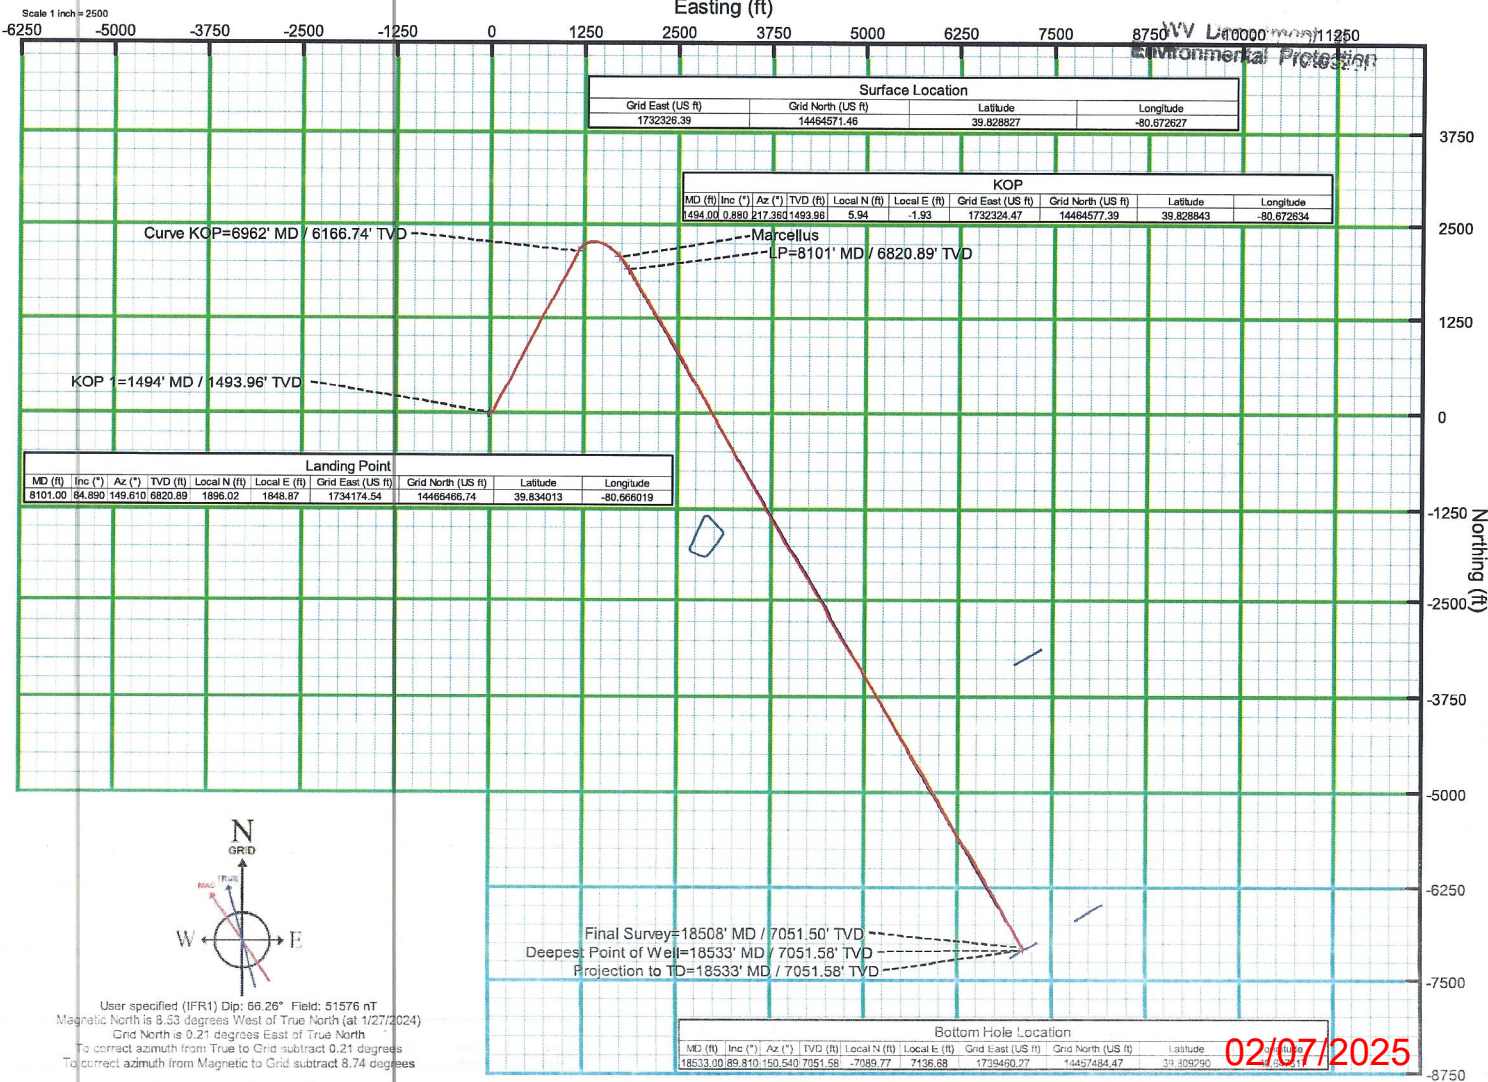 Scale 1 inch = 2500
Easting (ft)
-6250 -5000 -3750 -2500 -1250 0 1250 2500 3750 5000 6250 7500 8750 10000 11250
WV Department
Environmental Protection
Surface Location
Grid East (US ft) Grid North (US ft) Latitude Longitude
1732326.39 14464571.46 39.828827 -80.672627
3750
KOP
MD (ft) Inc (°) Az (°) TVD (ft) Local N (ft) Local E (ft) Grid East (US ft) Grid North (US ft) Latitude Longitude
1494.00 0.880 217.360 1493.96 5.94 -1.93 1732324.47 14464577.39 39.828843 -80.672634
2500
Curve KOP=6962' MD / 6166.74' TVD
Marcellus
LP=8101' MD / 6820.89' TVD
1250
KOP 1=1494' MD / 1493.96' TVD
0
Landing Point
MD (ft) Inc (°) Az (°) TVD (ft) Local N (ft) Local E (ft) Grid East (US ft) Grid North (US ft) Latitude Longitude
8101.00 84.890 149.610 6820.89 1896.02 1848.87 1734174.54 14466466.74 39.834013 -80.666019
-1250
Northing (ft)
-2500
-3750
-5000
N
GRID
MAG TRUE
W E
-6250
Final Survey=18508' MD / 7051.50' TVD
Deepest Point of Well=18533' MD / 7051.58' TVD
Projection to TD=18533' MD / 7051.58' TVD
-7500
User specified (IFR1) Dip: 66.26° Field: 51576 nT
Magnetic North is 8.53 degrees West of True North (at 1/27/2024)
Grid North is 0.21 degrees East of True North
To correct azimuth from True to Grid subtract 0.21 degrees
To correct azimuth from Magnetic to Grid subtract 8.74 degrees
Bottom Hole Location
MD (ft) Inc (°) Az (°) TVD (ft) Local N (ft) Local E (ft) Grid East (US ft) Grid North (US ft) Latitude
18533.00 89.810 150.540 7051.58 -7089.77 7136.68 1739460.27 14457484.47 39.809290
02/07/2025
-8750